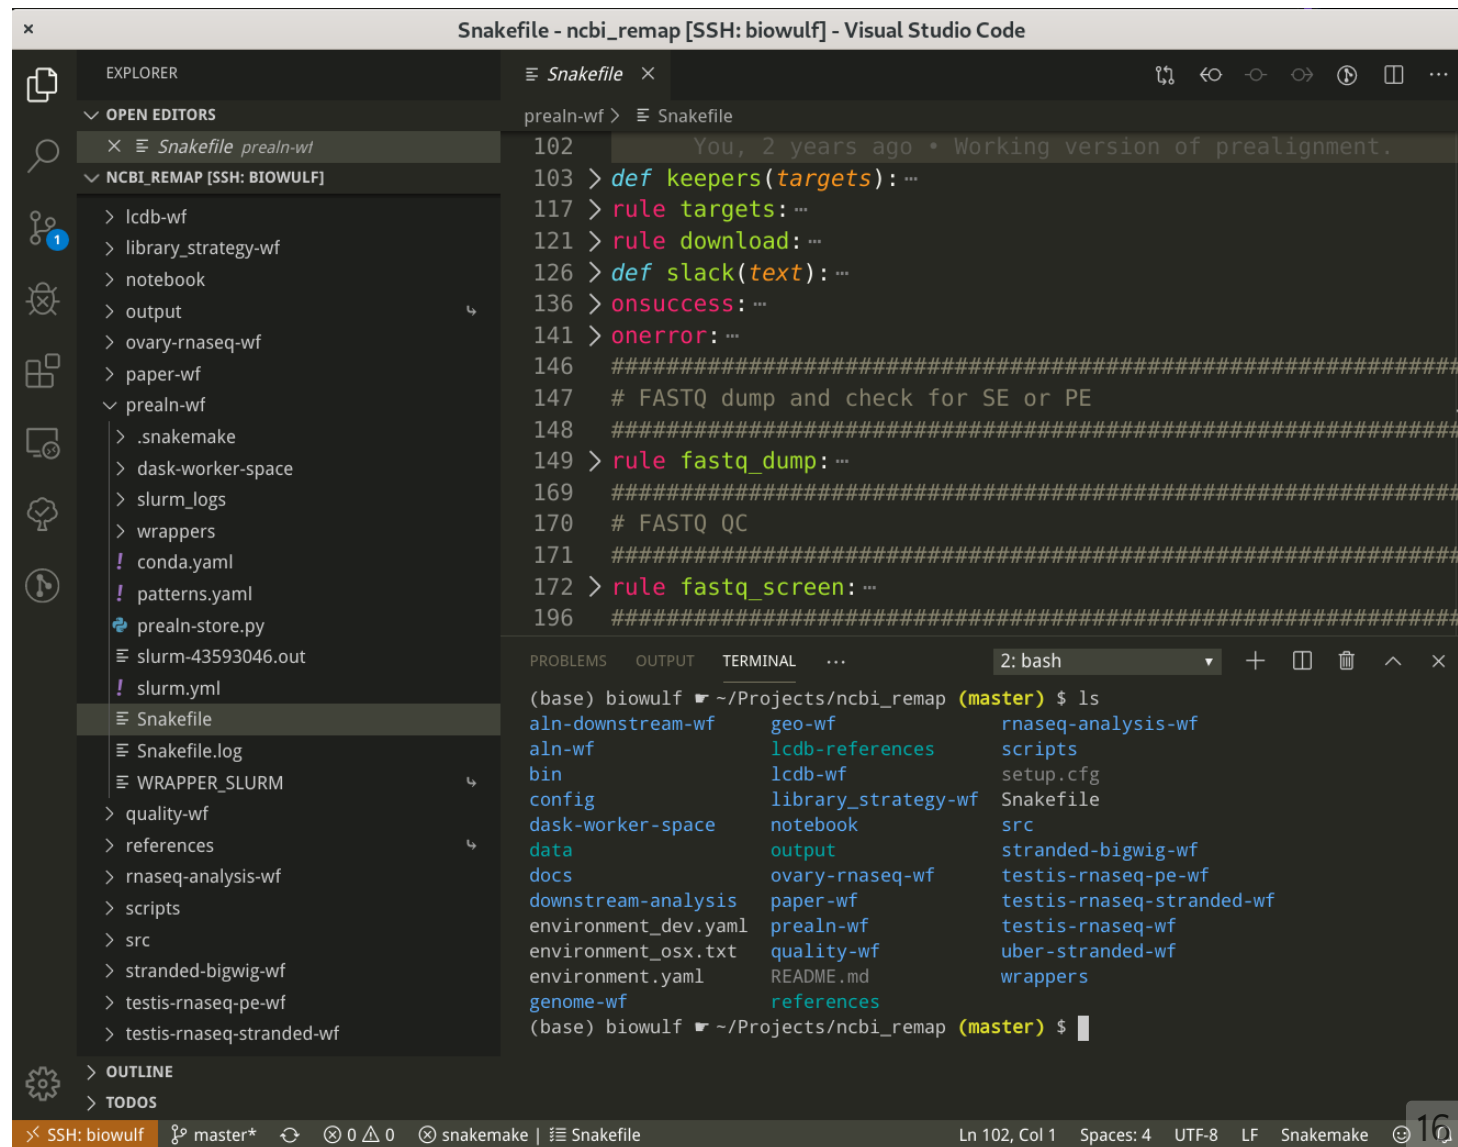 Snakefile - ncbi_remap [SSH: biowulf] - Visual Studio Code
EXPLORER
OPEN EDITORS
Snakefile prealn-wf
NCBI_REMAP [SSH: BIOWULF]
lcdb-wf
library_strategy-wf
notebook
output
ovary-rnaseq-wf
paper-wf
prealn-wf
.snakemake
dask-worker-space
slurm_logs
wrappers
! conda.yaml
! patterns.yaml
prealn-store.py
slurm-43593046.out
! slurm.yml
Snakefile
Snakefile.log
WRAPPER_SLURM
quality-wf
references
rnaseq-analysis-wf
scripts
src
stranded-bigwig-wf
testis-rnaseq-pe-wf
testis-rnaseq-stranded-wf
OUTLINE
TODOS
1
Snakefile
prealn-wf > Snakefile
102 You, 2 years ago • Working version of prealignment.
103 > def keepers(targets): ⋯
117 > rule targets: ⋯
121 > rule download: ⋯
126 > def slack(text): ⋯
136 > onsuccess: ⋯
141 > onerror: ⋯
146 ##############################################################
147 # FASTQ dump and check for SE or PE
148 ##############################################################
149 > rule fastq_dump: ⋯
169 ##############################################################
170 # FASTQ QC
171 ##############################################################
172 > rule fastq_screen: ⋯
196 ##############################################################
PROBLEMS OUTPUT TERMINAL ⋯ 2: bash
(base) biowulf ☛ ~/Projects/ncbi_remap (master) $ ls
aln-downstream-wf geo-wf rnaseq-analysis-wf
aln-wf lcdb-references scripts
bin lcdb-wf setup.cfg
config library_strategy-wf Snakefile
dask-worker-space notebook src
data output stranded-bigwig-wf
docs ovary-rnaseq-wf testis-rnaseq-pe-wf
downstream-analysis paper-wf testis-rnaseq-stranded-wf
environment_dev.yaml prealn-wf testis-rnaseq-wf
environment_osx.txt quality-wf uber-stranded-wf
environment.yaml README.md wrappers
genome-wf references
(base) biowulf ☛ ~/Projects/ncbi_remap (master) $
SSH: biowulf master* 0 0 snakemake | Snakefile Ln 102, Col 1 Spaces: 4 UTF-8 LF Snakemake
16